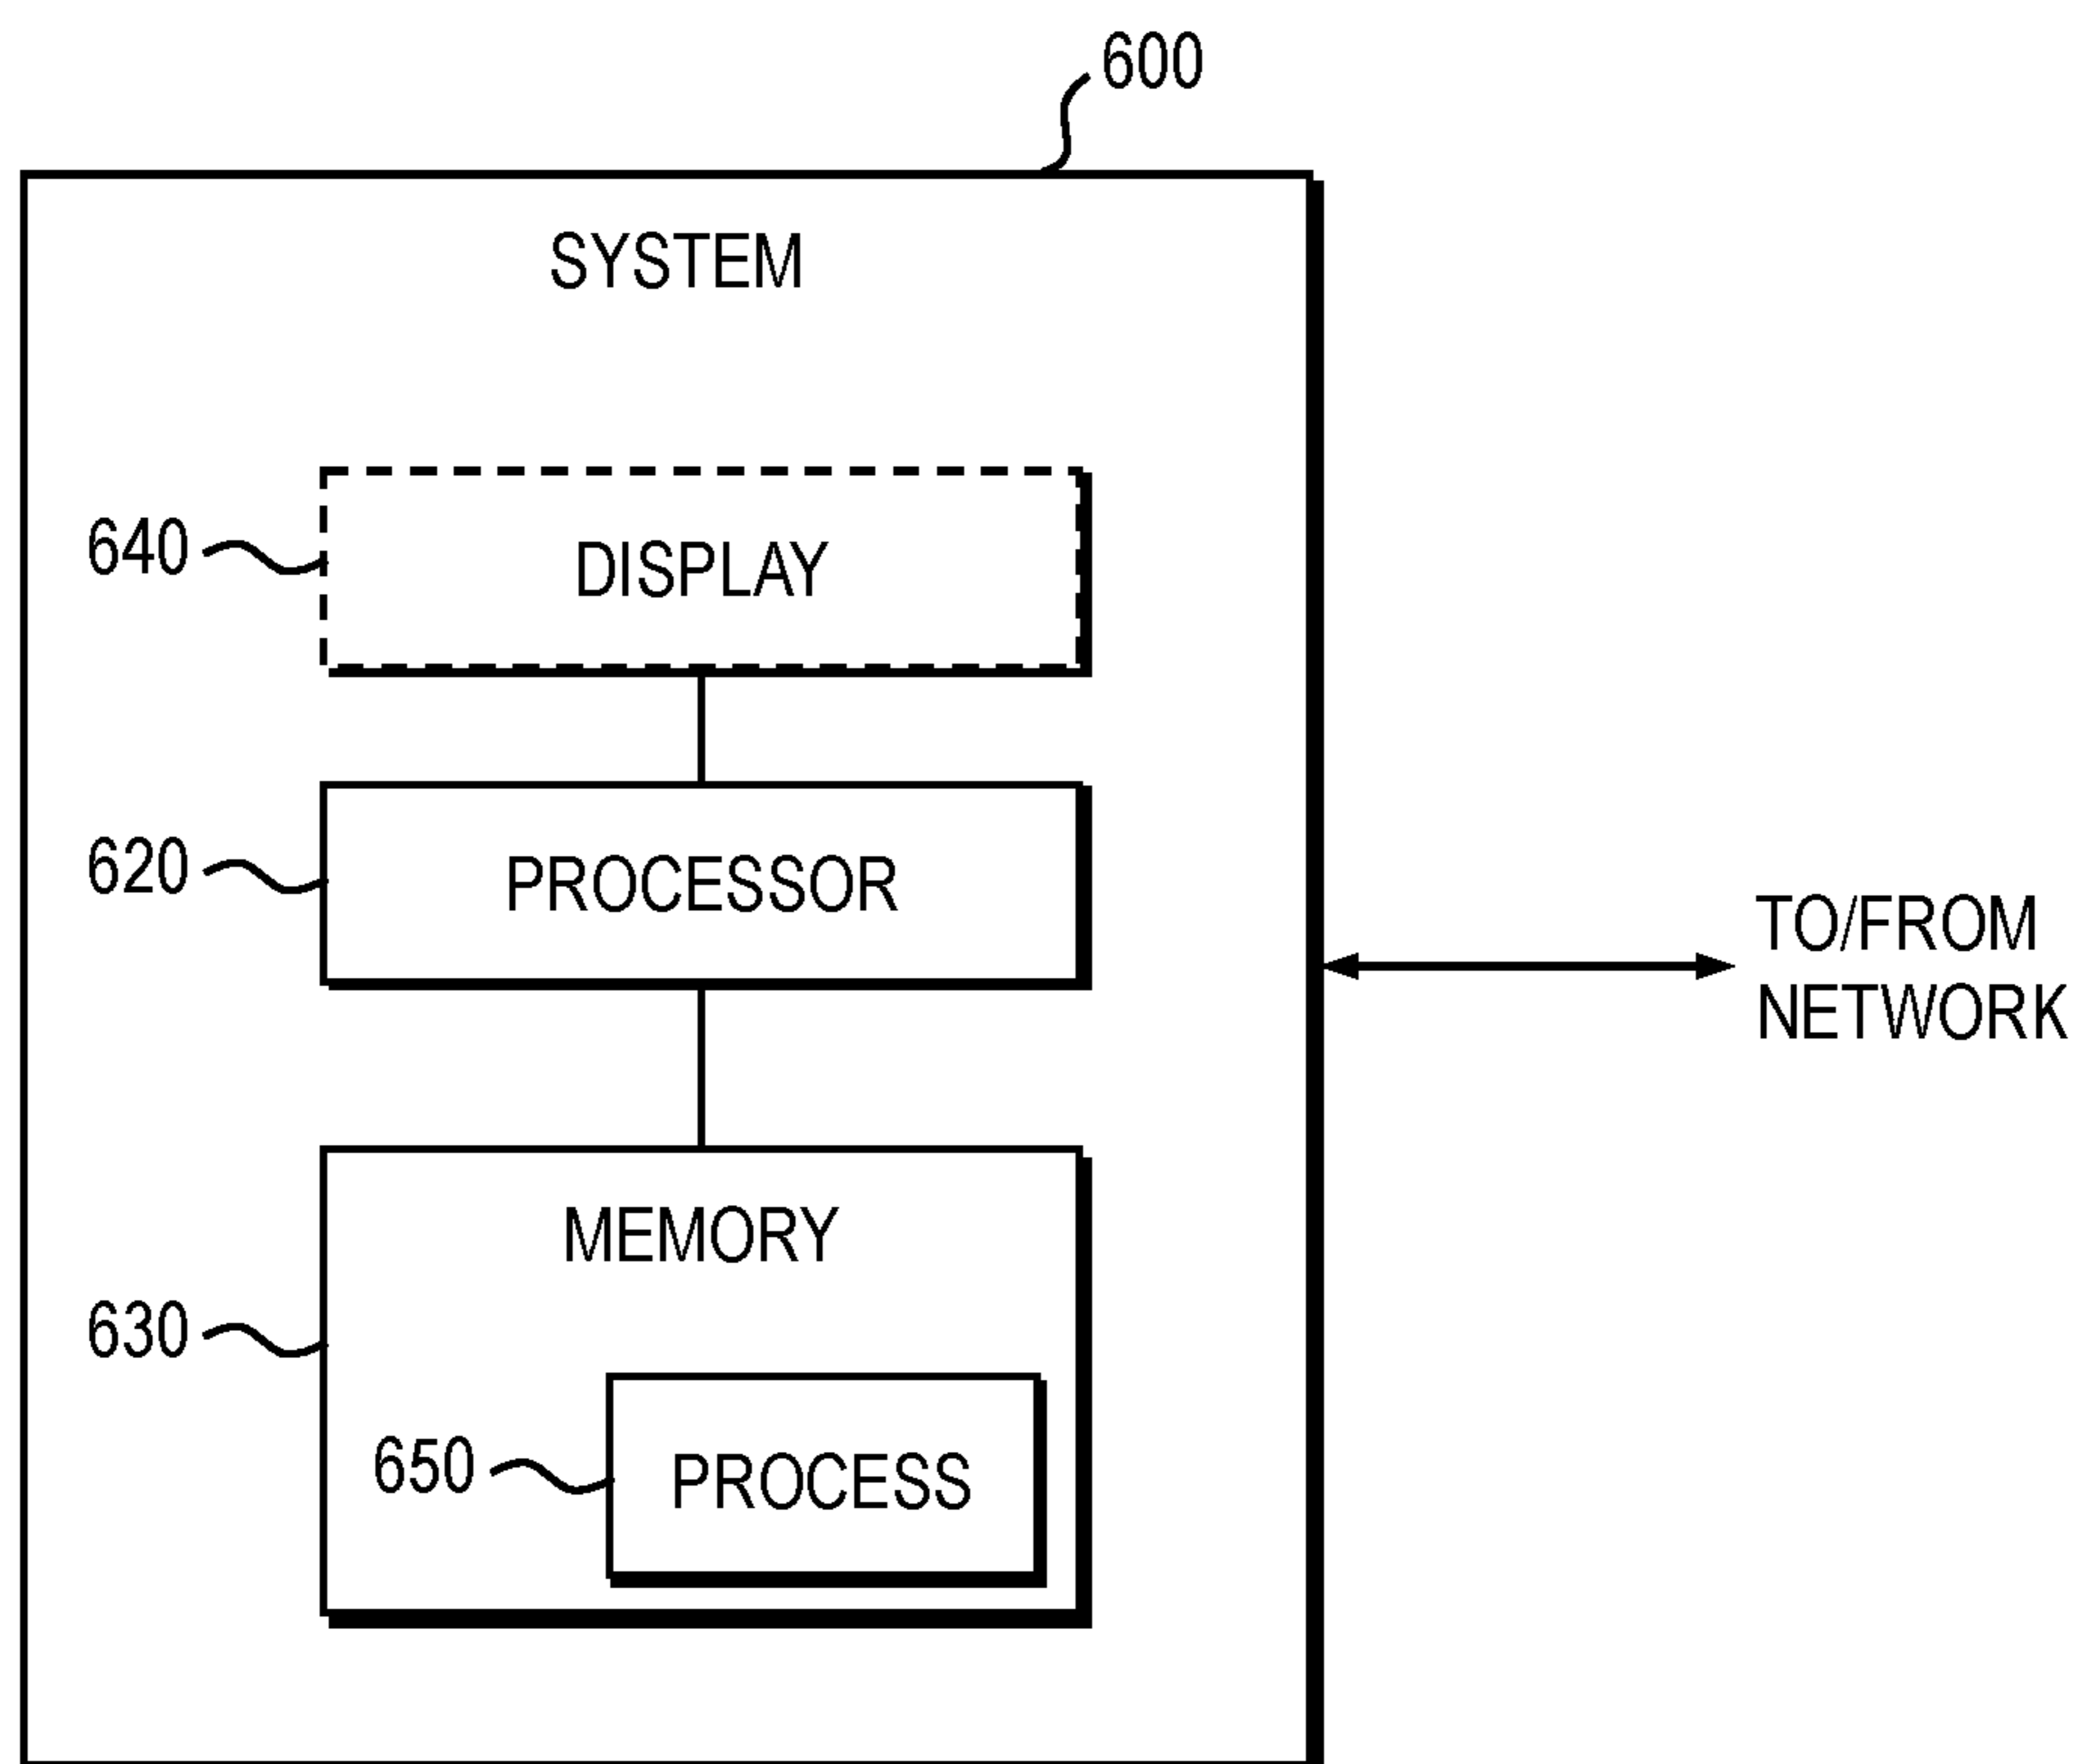 600
SYSTEM
640
DISPLAY
620
PROCESSOR
TO/FROM
NETWORK
MEMORY
630
650
PROCESS